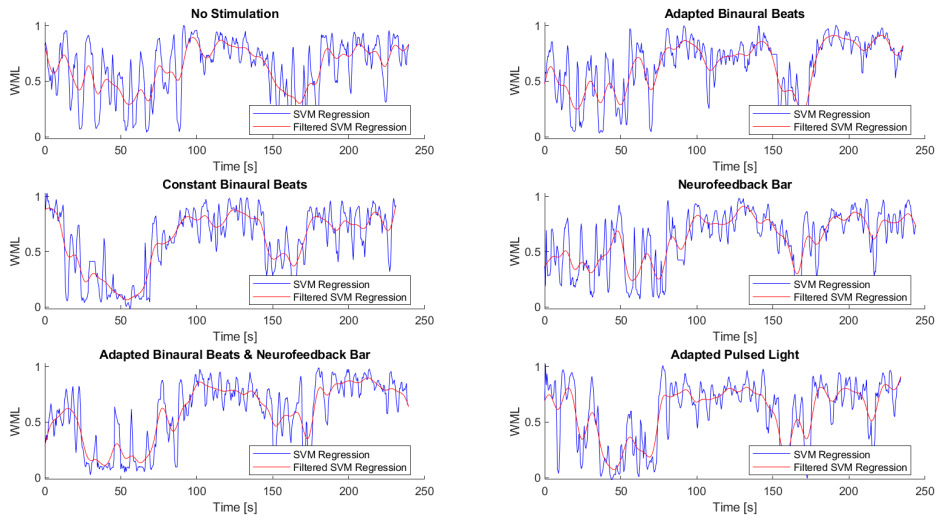 No Stimulation
1
0.5
0
WML
SVM Regression
Filtered SVM Regression
0 50 100 150 200 250
Time [s]
Adapted Binaural Beats
1
0.5
0
WML
SVM Regression
Filtered SVM Regression
0 50 100 150 200 250
Time [s]
Constant Binaural Beats
1
0.5
0
WML
SVM Regression
Filtered SVM Regression
0 50 100 150 200 250
Time [s]
Neurofeedback Bar
1
0.5
0
WML
SVM Regression
Filtered SVM Regression
0 50 100 150 200 250
Time [s]
Adapted Binaural Beats & Neurofeedback Bar
1
0.5
0
WML
SVM Regression
Filtered SVM Regression
0 50 100 150 200 250
Time [s]
Adapted Pulsed Light
1
0.5
0
WML
SVM Regression
Filtered SVM Regression
0 50 100 150 200 250
Time [s]